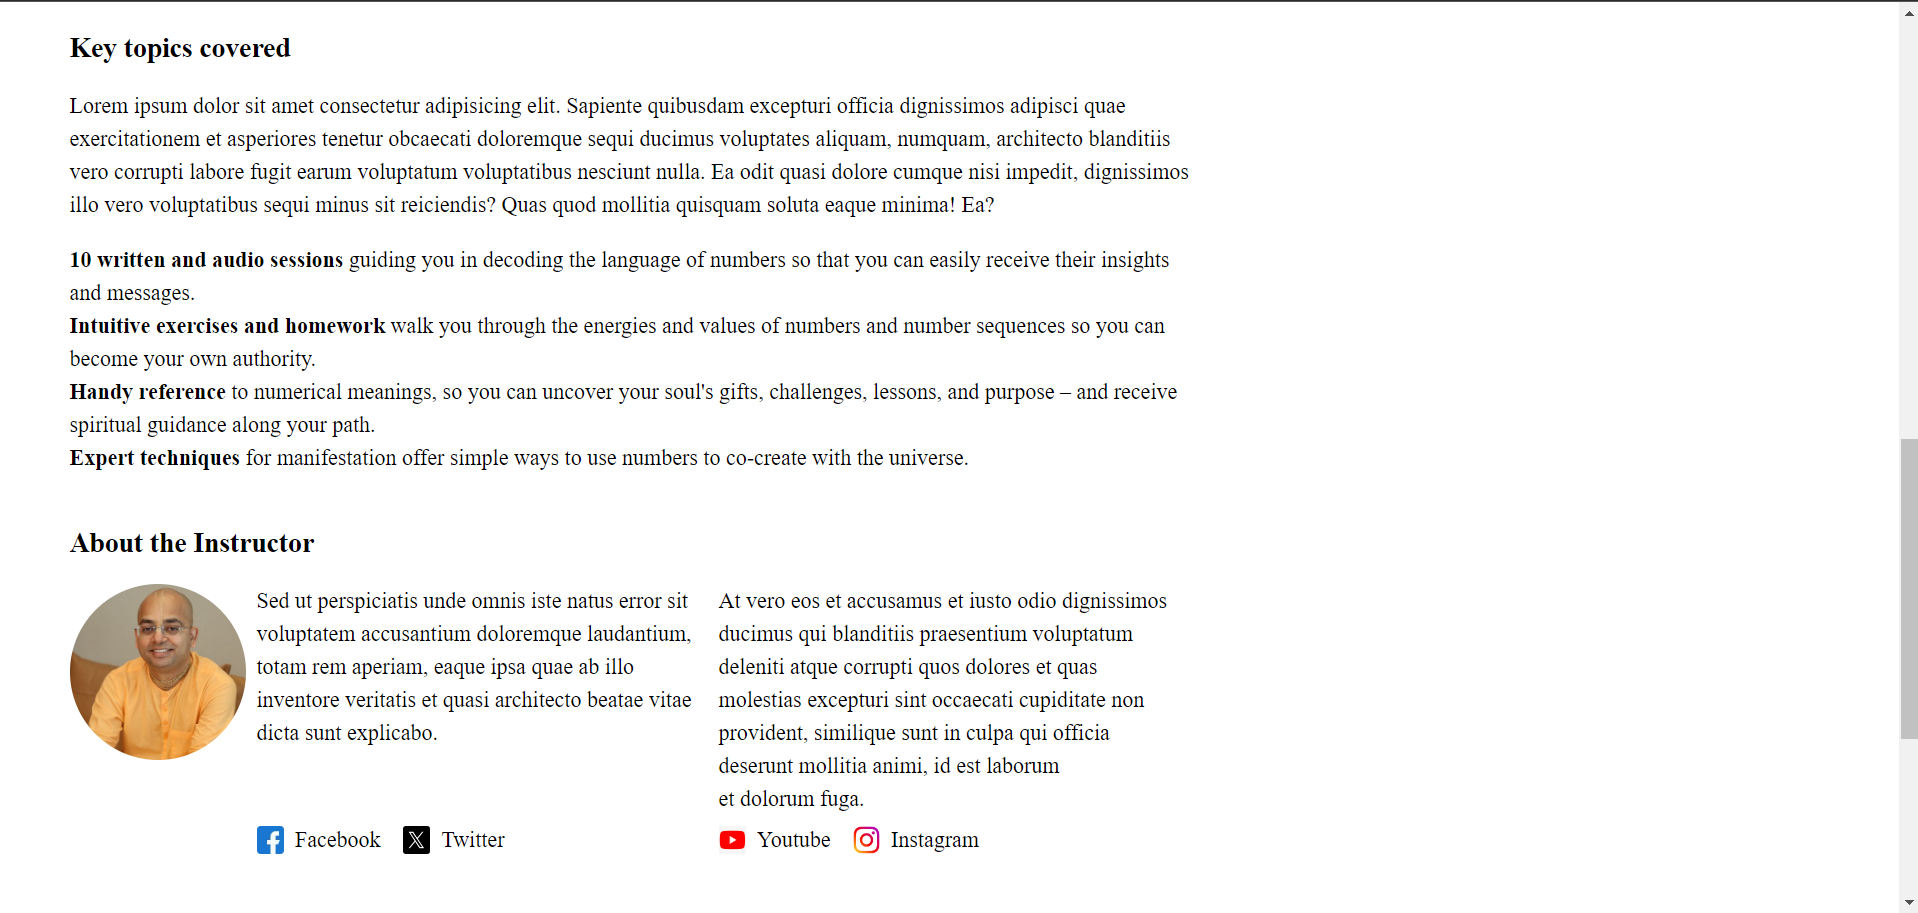 Key topics covered
Lorem ipsum dolor sit amet consectetur adipisicing elit. Sapiente quibusdam excepturi officia dignissimos adipisci quae
exercitationem et asperiores tenetur obcaecati doloremque sequi ducimus voluptates aliquam, numquam, architecto blanditiis
vero corrupti labore fugit earum voluptatum voluptatibus nesciunt nulla. Ea odit quasi dolore cumque nisi impedit, dignissimos
illo vero voluptatibus sequi minus sit reiciendis? Quas quod mollitia quisquam soluta eaque minima! Ea?
10 written and audio sessions guiding you in decoding the language of numbers so that you can easily receive their insights
and messages.
Intuitive exercises and homework walk you through the energies and values of numbers and number sequences so you can
become your own authority.
Handy reference to numerical meanings, so you can uncover your soul's gifts, challenges, lessons, and purpose – and receive
spiritual guidance along your path.
Expert techniques for manifestation offer simple ways to use numbers to co-create with the universe.
About the Instructor
Sed ut perspiciatis unde omnis iste natus error sit
voluptatem accusantium doloremque laudantium,
totam rem aperiam, eaque ipsa quae ab illo
inventore veritatis et quasi architecto beatae vitae
dicta sunt explicabo.
At vero eos et accusamus et iusto odio dignissimos
ducimus qui blanditiis praesentium voluptatum
deleniti atque corrupti quos dolores et quas
molestias excepturi sint occaecati cupiditate non
provident, similique sunt in culpa qui officia
deserunt mollitia animi, id est laborum
et dolorum fuga.
Facebook Twitter
Youtube Instagram